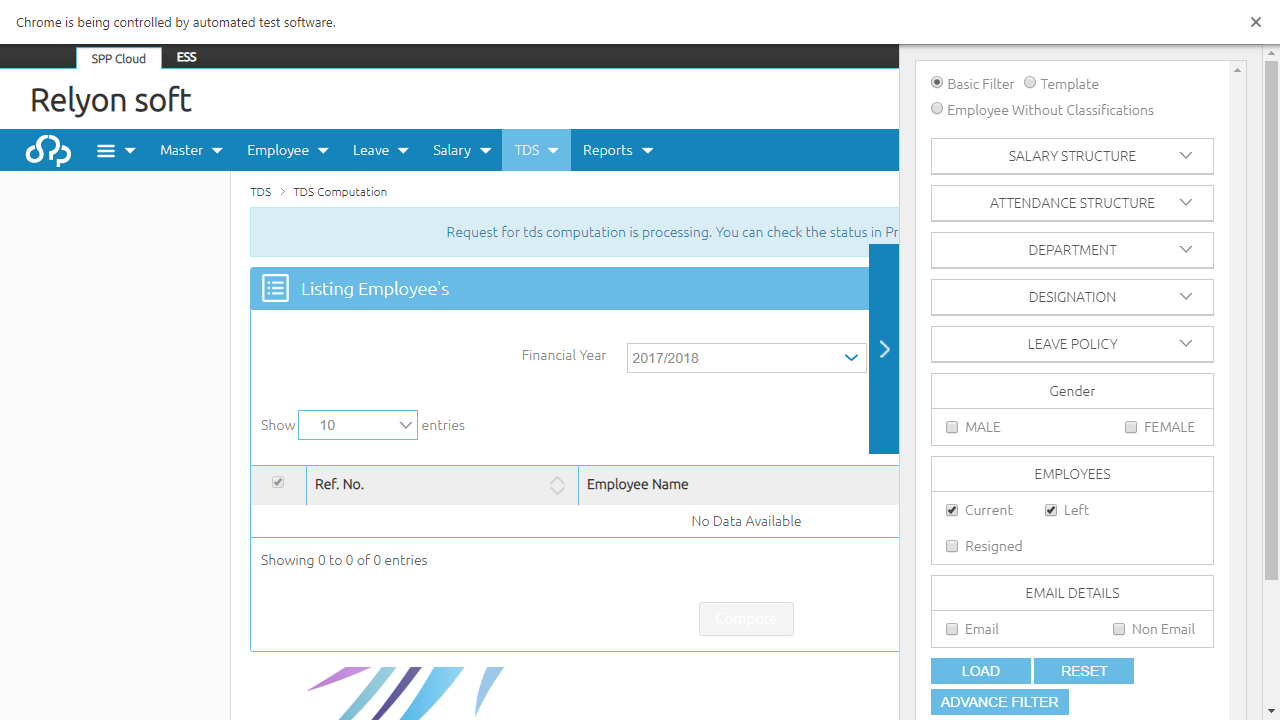 Chrome is being controlled by automated test software.
SPP Cloud ESS
Relyon soft
Master Employee Leave Salary TDS Reports
TDS > TDS Computation
Request for tds computation is processing. You can check the status in Pr
Listing Employee's
Financial Year 2017/2018
Show 10 entries
Ref. No. Employee Name
No Data Available
Showing 0 to 0 of 0 entries
Compute
Basic Filter Template
Employee Without Classifications
SALARY STRUCTURE
ATTENDANCE STRUCTURE
DEPARTMENT
DESIGNATION
LEAVE POLICY
Gender
MALE FEMALE
EMPLOYEES
Current Left
Resigned
EMAIL DETAILS
Email Non Email
LOAD RESET
ADVANCE FILTER